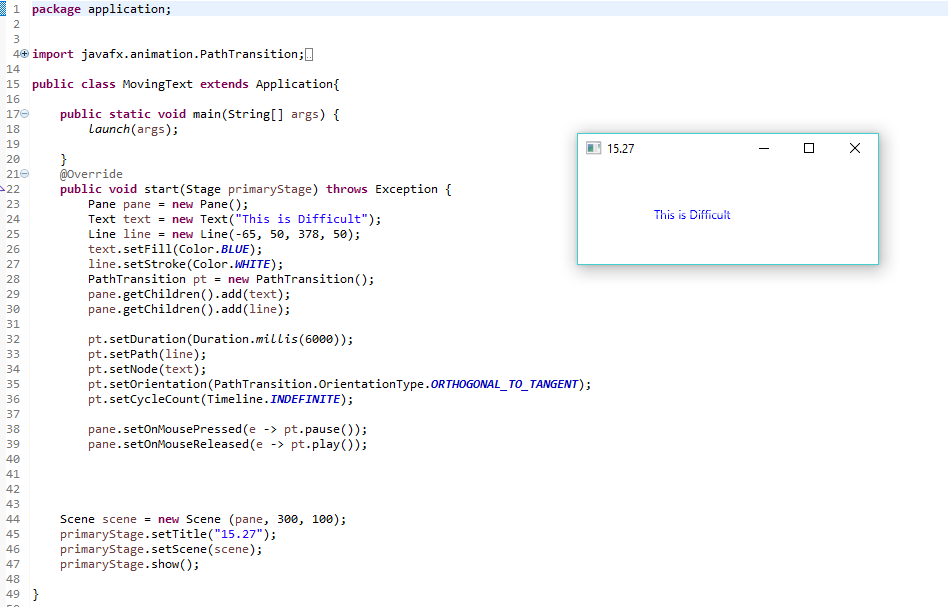 1 package application;
2
3
4 import javafx.animation.PathTransition;
14
15 public class MovingText extends Application{
16
17 public static void main(String[] args) {
18 launch(args);
19
20 }
21 @Override
22 public void start(Stage primaryStage) throws Exception {
23 Pane pane = new Pane();
24 Text text = new Text("This is Difficult");
25 Line line = new Line(-65, 50, 378, 50);
26 text.setFill(Color.BLUE);
27 line.setStroke(Color.WHITE);
28 PathTransition pt = new PathTransition();
29 pane.getChildren().add(text);
30 pane.getChildren().add(line);
31
32 pt.setDuration(Duration.millis(6000));
33 pt.setPath(line);
34 pt.setNode(text);
35 pt.setOrientation(PathTransition.OrientationType.ORTHOGONAL_TO_TANGENT);
36 pt.setCycleCount(Timeline.INDEFINITE);
37
38 pane.setOnMousePressed(e -> pt.pause());
39 pane.setOnMouseReleased(e -> pt.play());
40
41
42
43
44 Scene scene = new Scene (pane, 300, 100);
45 primaryStage.setTitle("15.27");
46 primaryStage.setScene(scene);
47 primaryStage.show();
48
49 }
15.27
This is Difficult